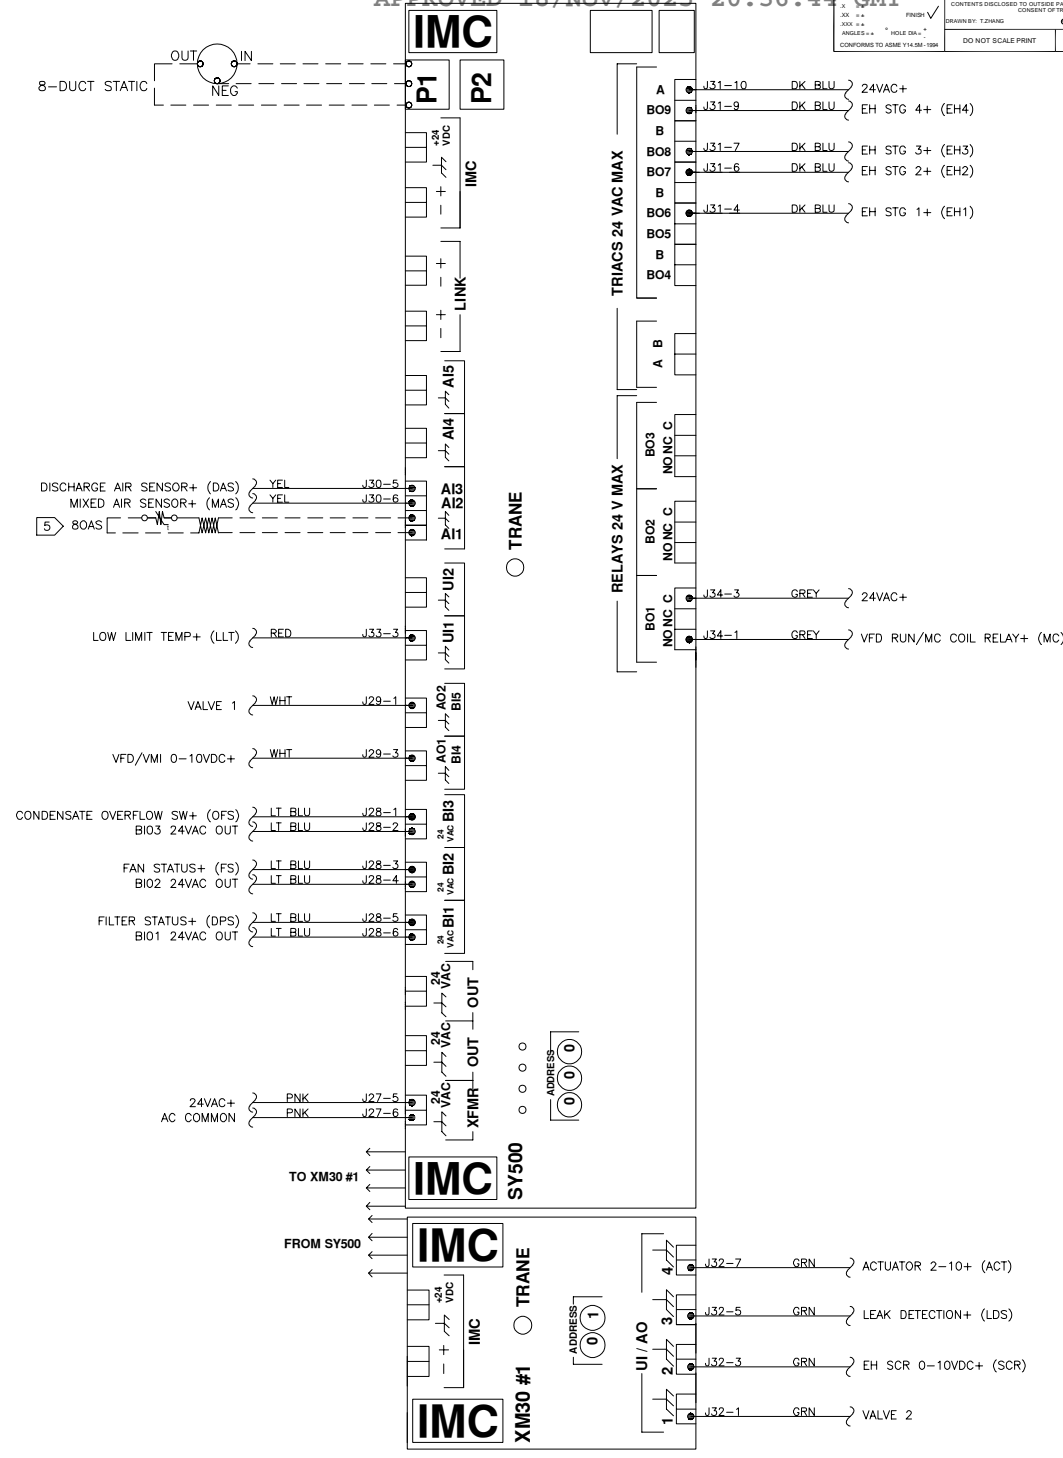 APPROVED 18/NOV/2025 20:30:44 GMT
.X = ±
.XX = ±
.XXX = ±
ANGLES = ±
FINISH
HOLE DIA =
CONFORMS TO ASME Y14.5M - 1994
CONTENTS DISCLOSED TO OUTSIDE
DRAWN BY: T.ZHANG
DO NOT SCALE PRINT
IMC
P1
P2
8-DUCT STATIC
OUT
IN
NEG
+24 VDC
+
-
IMC
+
-
+
-
LINK
AI5
AI4
DISCHARGE AIR SENSOR+ (DAS) YEL J30-5 AI3
MIXED AIR SENSOR+ (MAS) YEL J30-6 AI2
5 8OAS AI1
TRANE
UI2
LOW LIMIT TEMP+ (LLT) RED J33-3 UI1
VALVE 1 WHT J29-1 AO2 BI5
VFD/VMI 0-10VDC+ WHT J29-3 AO1 BI4
CONDENSATE OVERFLOW SW+ (OFS) LT BLU J28-1 BI3
BI03 24VAC OUT LT BLU J28-2 24 VAC
FAN STATUS+ (FS) LT BLU J28-3 BI2
BI02 24VAC OUT LT BLU J28-4 24 VAC
FILTER STATUS+ (DPS) LT BLU J28-5 BI1
BI01 24VAC OUT LT BLU J28-6 24 VAC
24 VAC OUT
24 VAC OUT
24VAC+ PNK J27-5 24 VAC
AC COMMON PNK J27-6 XFMR
ADDRESS
0 0 0
TO XM30 #1
IMC
SY500
TRIACS 24 VAC MAX
A J31-10 DK BLU 24VAC+
BO9 J31-9 DK BLU EH STG 4+ (EH4)
B
BO8 J31-7 DK BLU EH STG 3+ (EH3)
BO7 J31-6 DK BLU EH STG 2+ (EH2)
B
BO6 J31-4 DK BLU EH STG 1+ (EH1)
BO5
B
BO4
A B
RELAYS 24 V MAX
BO3
NO NC C
BO2
NO NC C
BO1
NO NC C
J34-3 GREY 24VAC+
J34-1 GREY VFD RUN/MC COIL RELAY+ (MC)
FROM SY500
IMC
TRANE
+24 VDC
+
-
IMC
ADDRESS
0 1
IMC
XM30 #1
UI / AO
4 J32-7 GRN ACTUATOR 2-10+ (ACT)
3 J32-5 GRN LEAK DETECTION+ (LDS)
2 J32-3 GRN EH SCR 0-10VDC+ (SCR)
1 J32-1 GRN VALVE 2